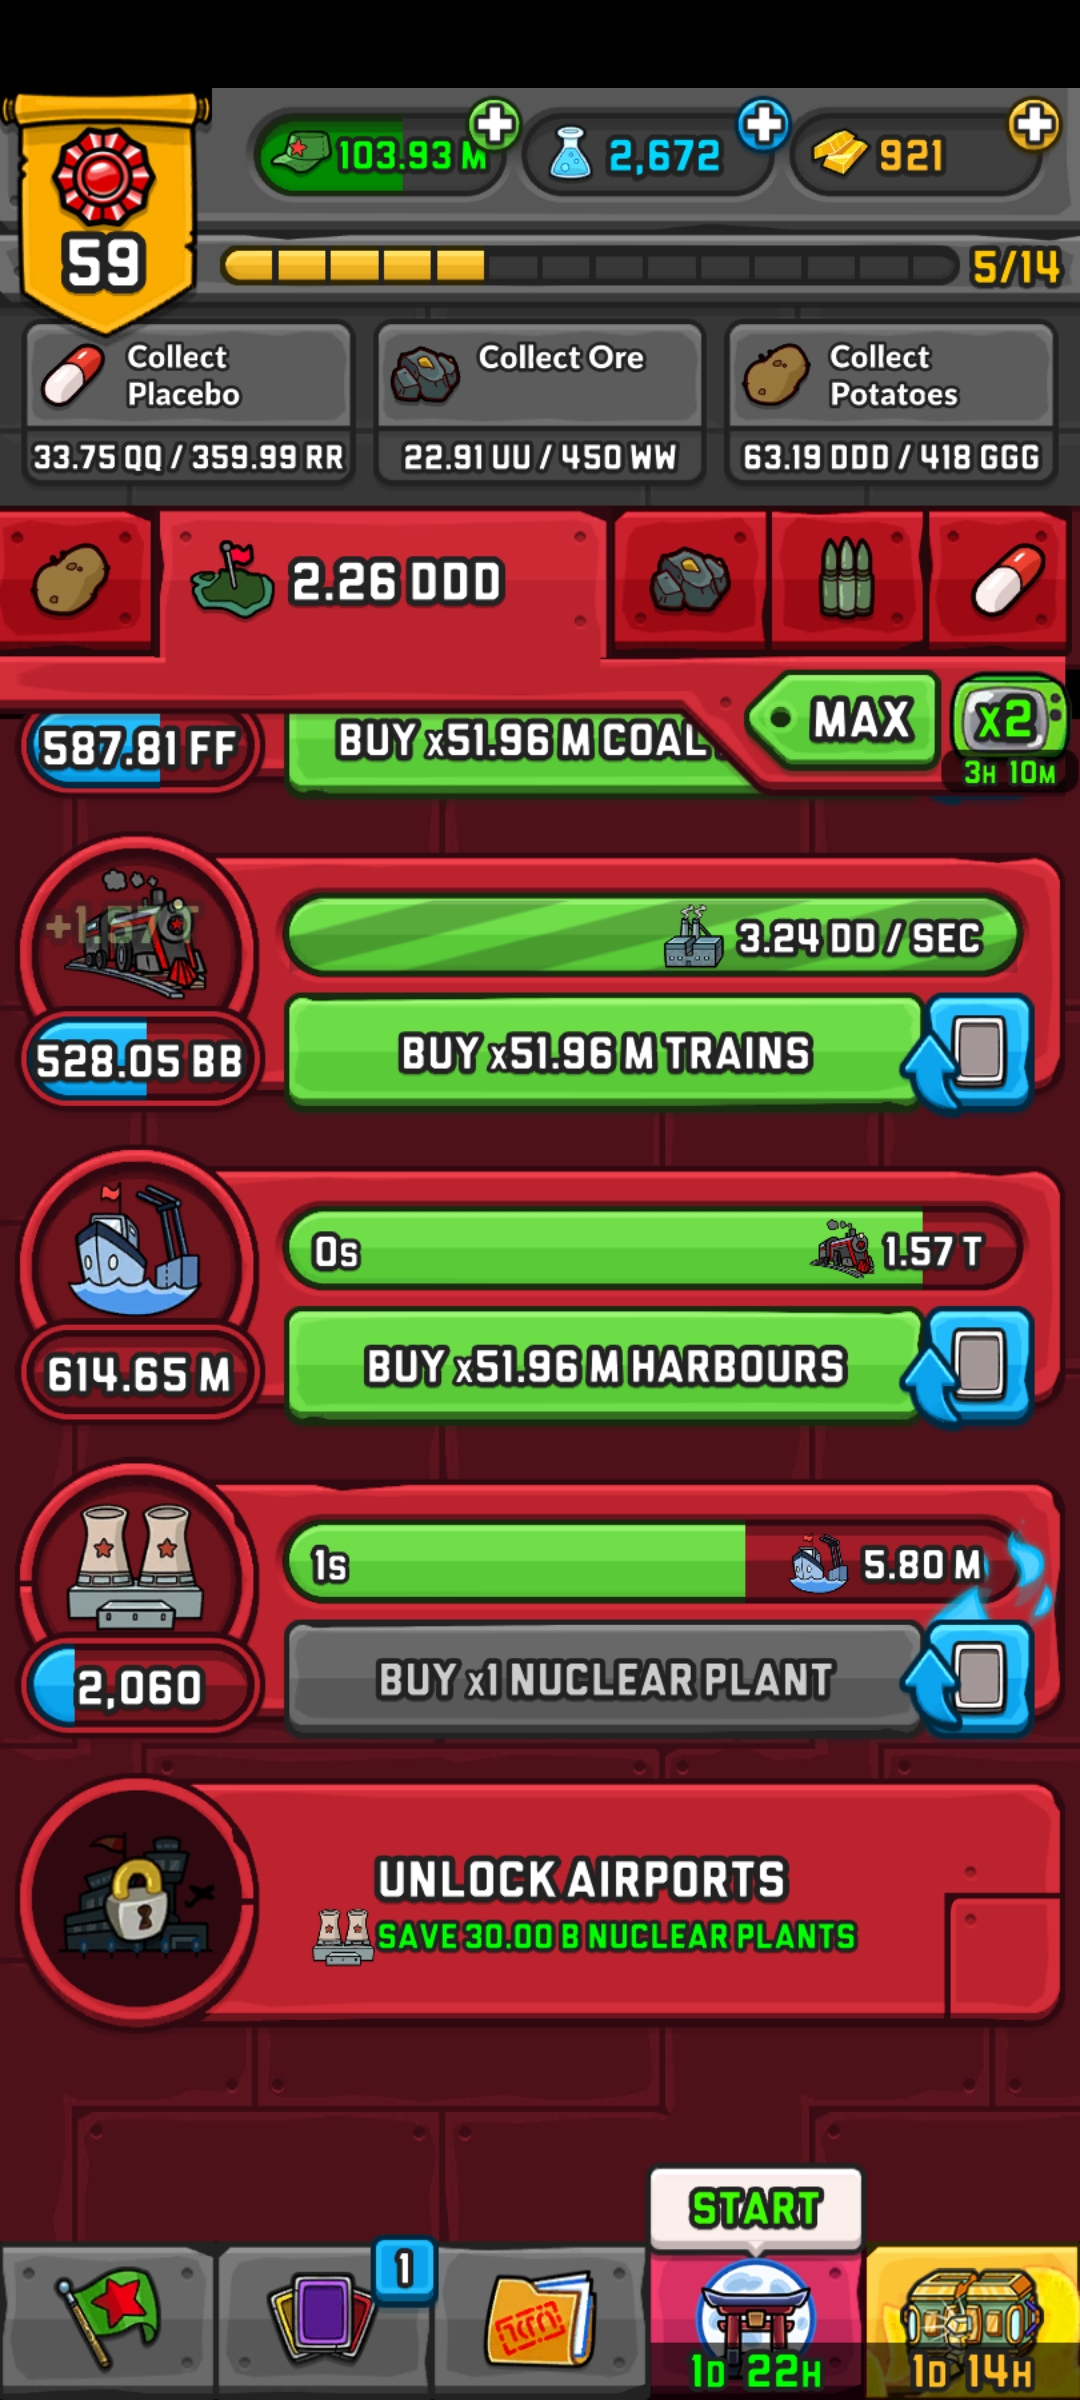 59
103.93 M
2,672
921
5/14
Collect Placebo
33.75 QQ / 359.99 RR
Collect Ore
22.91 UU / 450 WW
Collect Potatoes
63.19 DDD / 418 GGG
2.26 DDD
MAX
x2
3H 10M
587.81 FF
BUY x51.96 M COAL
+1.57 T
3.24 DD / SEC
528.05 BB
BUY x51.96 M TRAINS
0s
1.57 T
614.65 M
BUY x51.96 M HARBOURS
1s
5.80 M
2,060
BUY x1 NUCLEAR PLANT
UNLOCK AIRPORTS
SAVE 30.00 B NUCLEAR PLANTS
START
1
1D 22H
1D 14H